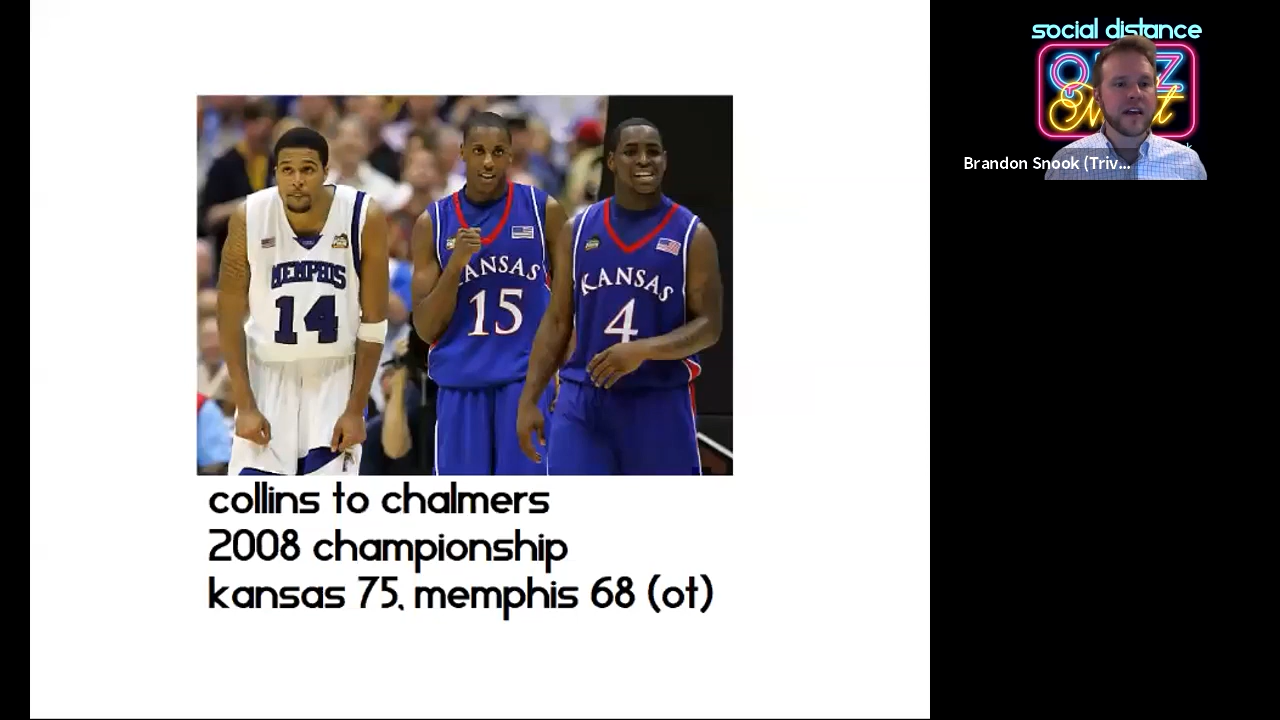 social distance
Brandon Snook (Triv...
MEMPHIS
14
KANSAS
15
KANSAS
4
collins to chalmers
2008 championship
kansas 75, memphis 68 (ot)